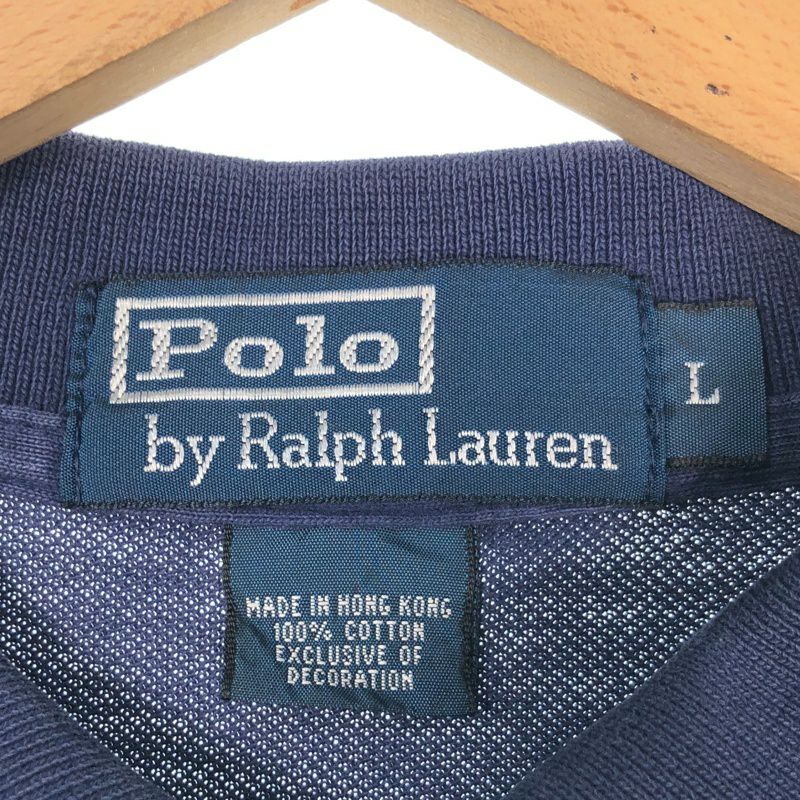 Polo
by Ralph Lauren
L
MADE IN HONG KONG
100% COTTON
EXCLUSIVE OF
DECORATION